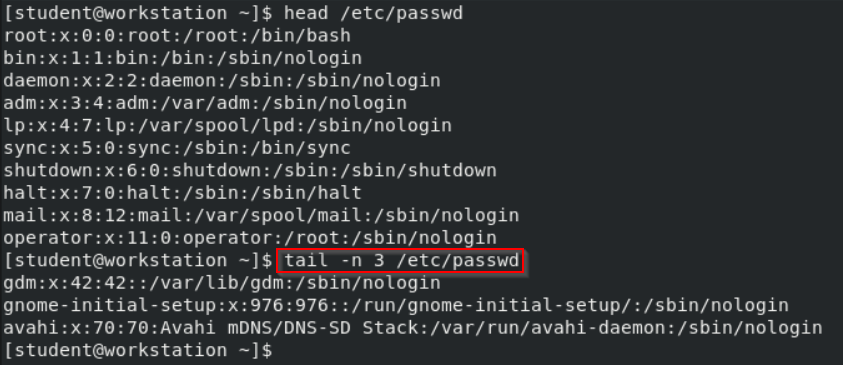 [student@workstation ~]$ head /etc/passwd
root:x:0:0:root:/root:/bin/bash
bin:x:1:1:bin:/bin:/sbin/nologin
daemon:x:2:2:daemon:/sbin:/sbin/nologin
adm:x:3:4:adm:/var/adm:/sbin/nologin
lp:x:4:7:lp:/var/spool/lpd:/sbin/nologin
sync:x:5:0:sync:/sbin:/bin/sync
shutdown:x:6:0:shutdown:/sbin:/sbin/shutdown
halt:x:7:0:halt:/sbin:/sbin/halt
mail:x:8:12:mail:/var/spool/mail:/sbin/nologin
operator:x:11:0:operator:/root:/sbin/nologin
[student@workstation ~]$ tail -n 3 /etc/passwd
gdm:x:42:42::/var/lib/gdm:/sbin/nologin
gnome-initial-setup:x:976:976::/run/gnome-initial-setup/:/sbin/nologin
avahi:x:70:70:Avahi mDNS/DNS-SD Stack:/var/run/avahi-daemon:/sbin/nologin
[student@workstation ~]$